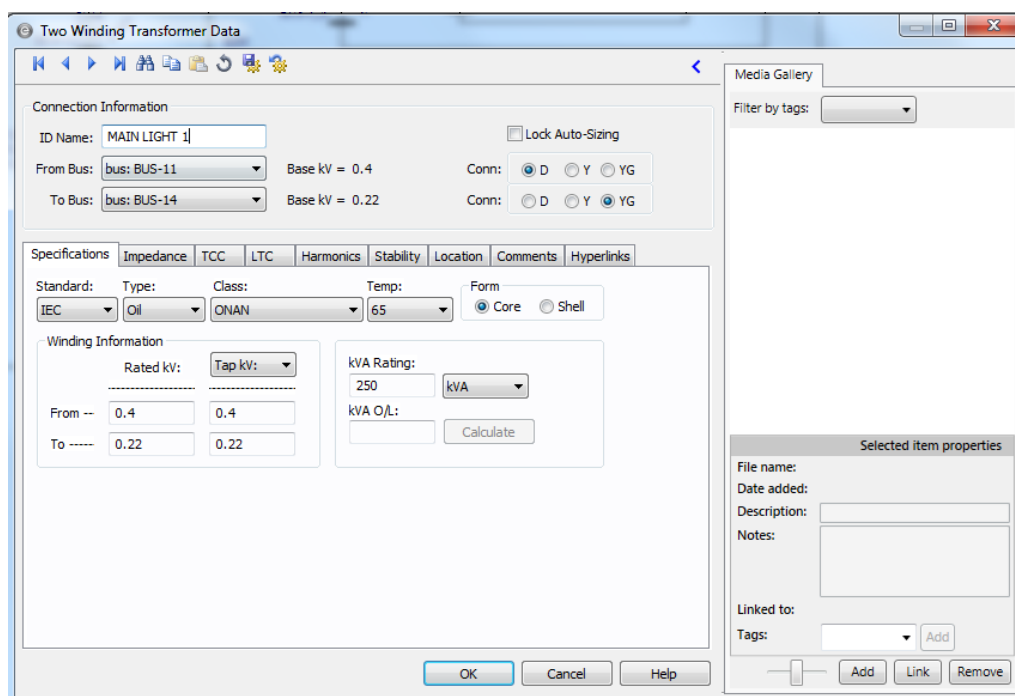 Two Winding Transformer Data
Media Gallery
Filter by tags:
Connection Information
ID Name: MAIN LIGHT 1 Lock Auto-Sizing
From Bus: bus: BUS-11 Base kV = 0.4 Conn: D Y YG
To Bus: bus: BUS-14 Base kV = 0.22 Conn: D Y YG
Specifications Impedance TCC LTC Harmonics Stability Location Comments Hyperlinks
Standard: Type: Class: Temp: Form
IEC Oil ONAN 65 Core Shell
Winding Information
Rated kV: Tap kV:
From -- 0.4 0.4
To ----- 0.22 0.22
kVA Rating:
250 kVA
kVA O/L:
Calculate
Selected item properties
File name:
Date added:
Description:
Notes:
Linked to:
Tags: Add
Add Link Remove
OK Cancel Help